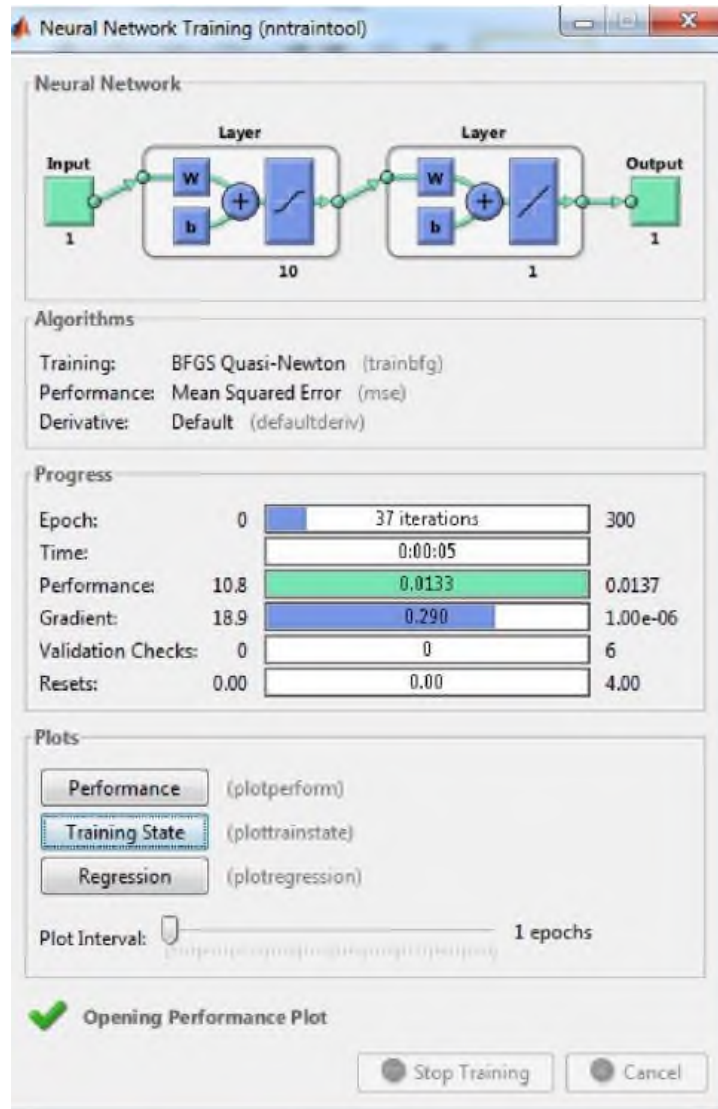 Neural Network Training (nntraintool)
Neural Network
Layer Layer
Input Output
W W
b b
1 10 1 1
Algorithms
Training: BFGS Quasi-Newton (trainbfg)
Performance: Mean Squared Error (mse)
Derivative: Default (defaultderiv)
Progress
Epoch: 0 37 iterations 300
Time: 0:00:05
Performance: 10.8 0.0133 0.0137
Gradient: 18.9 0.290 1.00e-06
Validation Checks: 0 0 6
Resets: 0.00 0.00 4.00
Plots
Performance (plotperform)
Training State (plottrainstate)
Regression (plotregression)
Plot Interval: 1 epochs
Opening Performance Plot
Stop Training Cancel